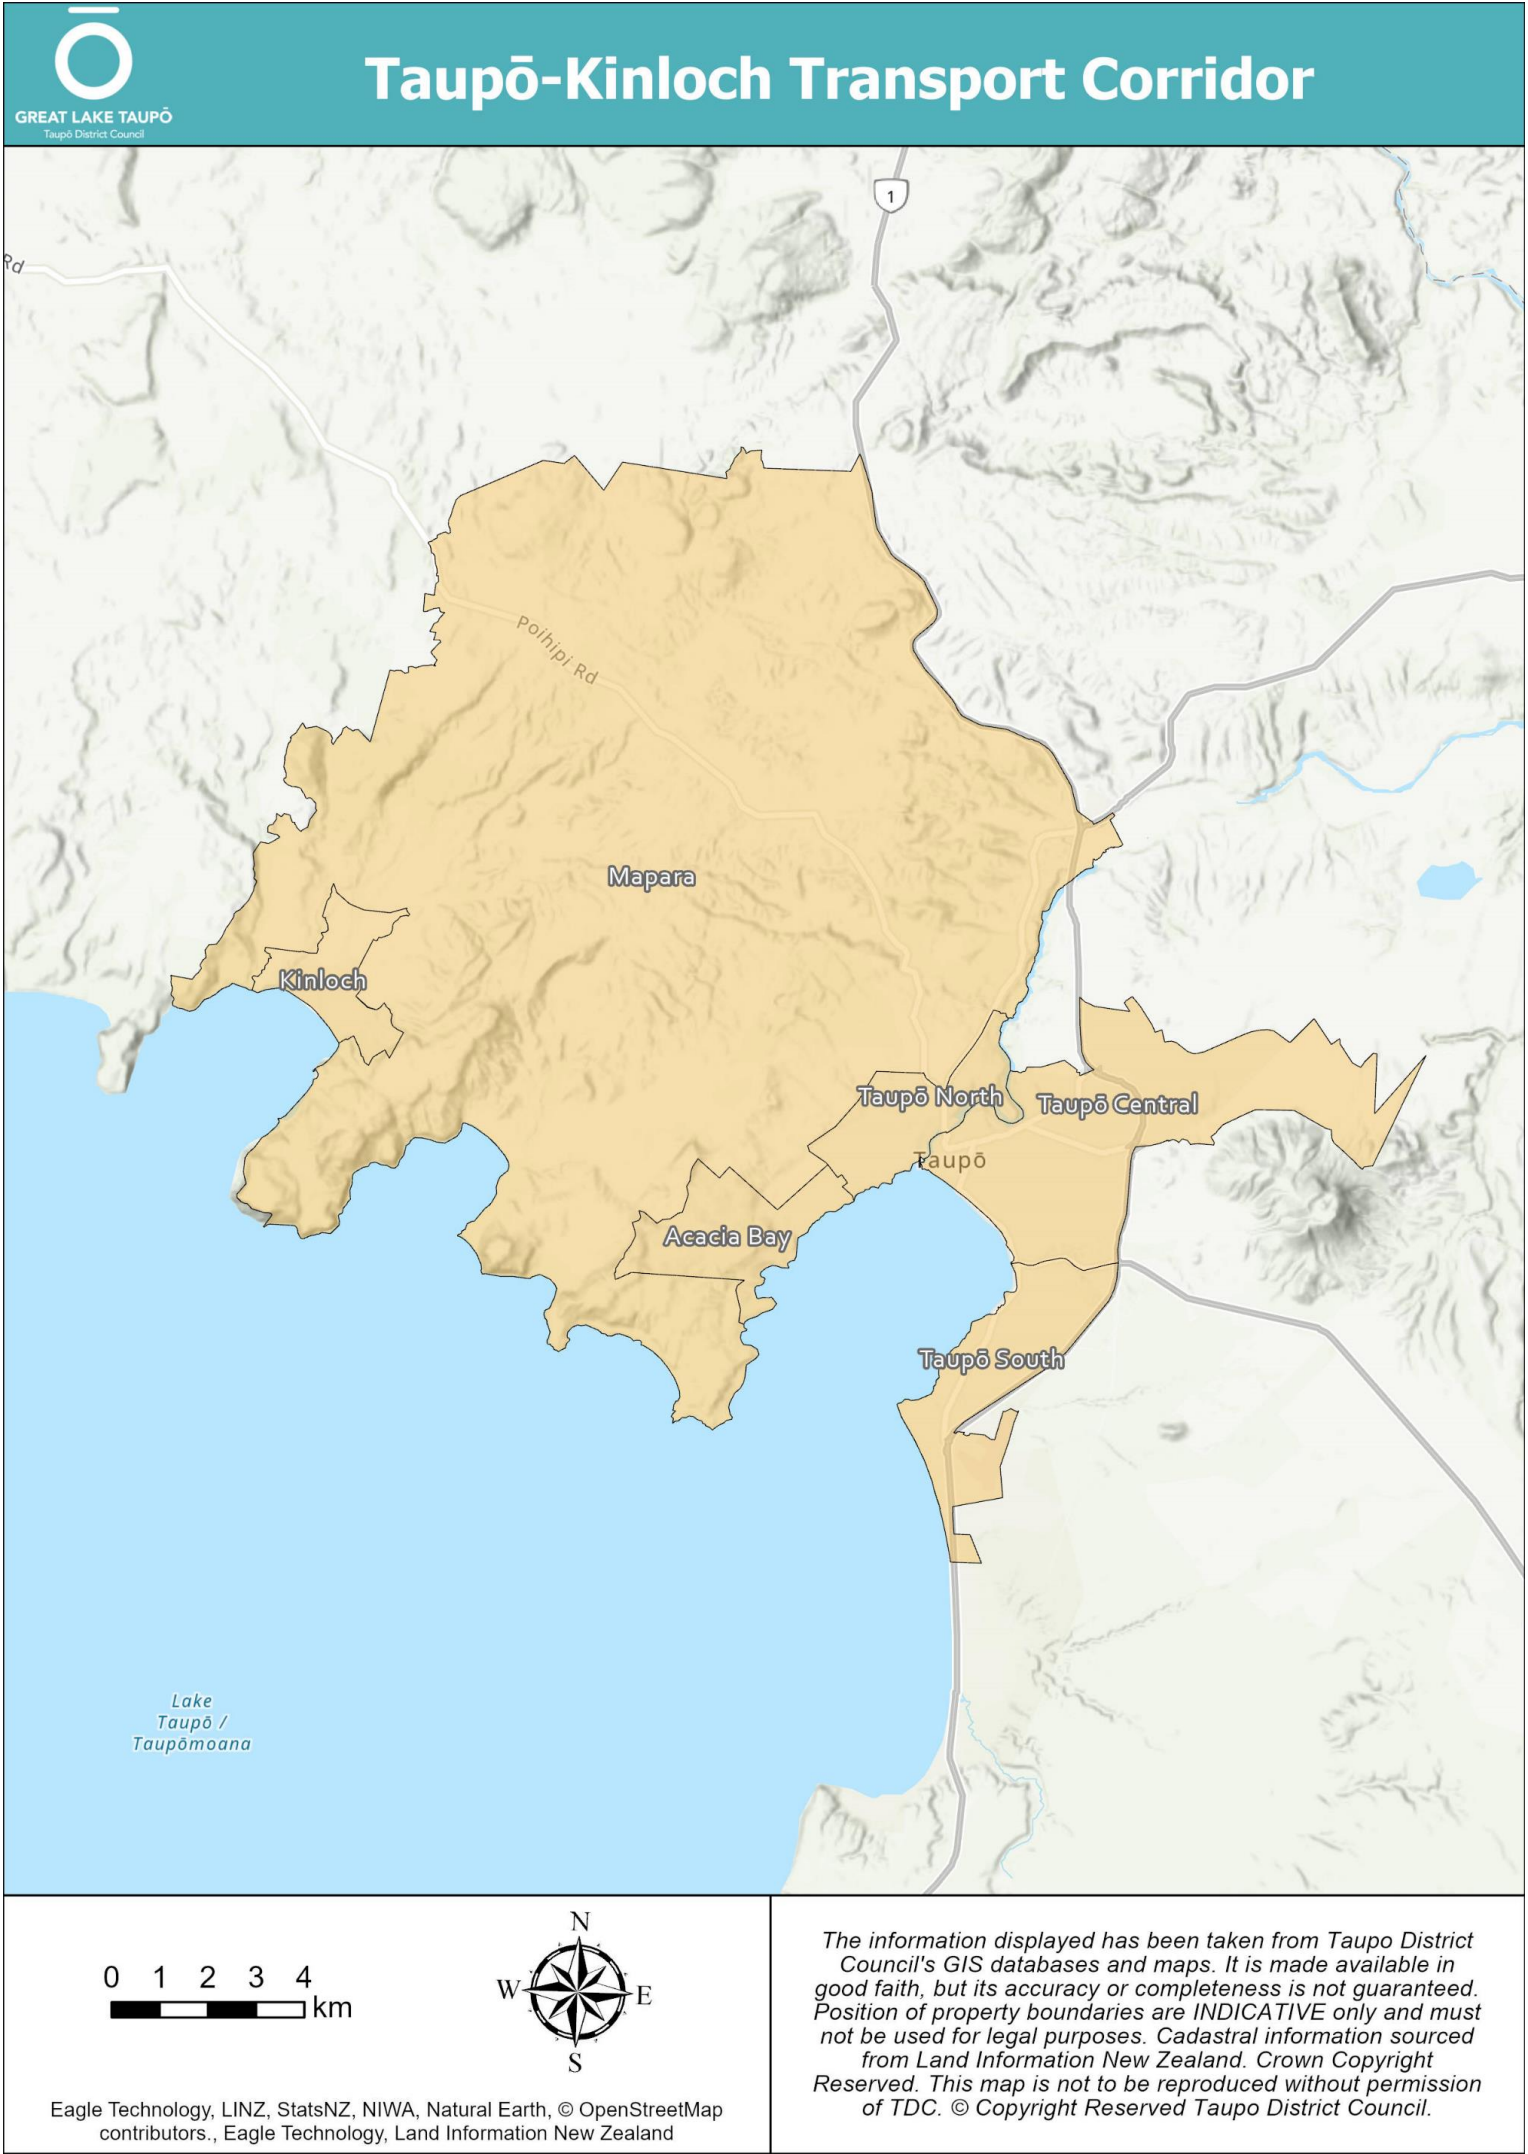 GREAT LAKE TAUPŌ
Taupō District Council
Taupō-Kinloch Transport Corridor
1
Rd
Poihipi Rd
Mapara
Kinloch
Taupō North
Taupō Central
Taupō
Acacia Bay
Taupō South
Lake
Taupō /
Taupōmoana
0 1 2 3 4
km
N
W
E
S
Eagle Technology, LINZ, StatsNZ, NIWA, Natural Earth, © OpenStreetMap
contributors., Eagle Technology, Land Information New Zealand
The information displayed has been taken from Taupo District
Council's GIS databases and maps. It is made available in
good faith, but its accuracy or completeness is not guaranteed.
Position of property boundaries are INDICATIVE only and must
not be used for legal purposes. Cadastral information sourced
from Land Information New Zealand. Crown Copyright
Reserved. This map is not to be reproduced without permission
of TDC. © Copyright Reserved Taupo District Council.